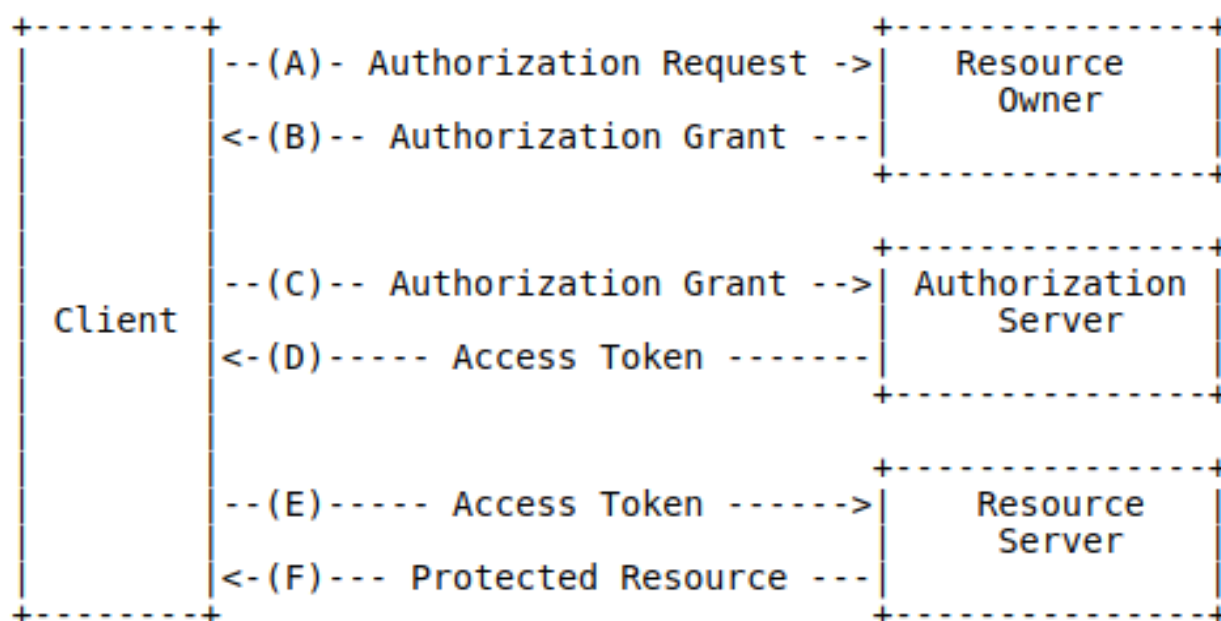 +--------+                               +---------------+
|        |--(A)- Authorization Request ->|   Resource    |
|        |                               |     Owner     |
|        |<-(B)-- Authorization Grant ---|               |
|        |                               +---------------+
|        |
|        |                               +---------------+
|        |--(C)-- Authorization Grant -->| Authorization |
| Client |                               |     Server    |
|        |<-(D)----- Access Token -------|               |
|        |                               +---------------+
|        |
|        |                               +---------------+
|        |--(E)----- Access Token ------>|    Resource   |
|        |                               |     Server    |
|        |<-(F)--- Protected Resource ---|               |
+--------+                               +---------------+